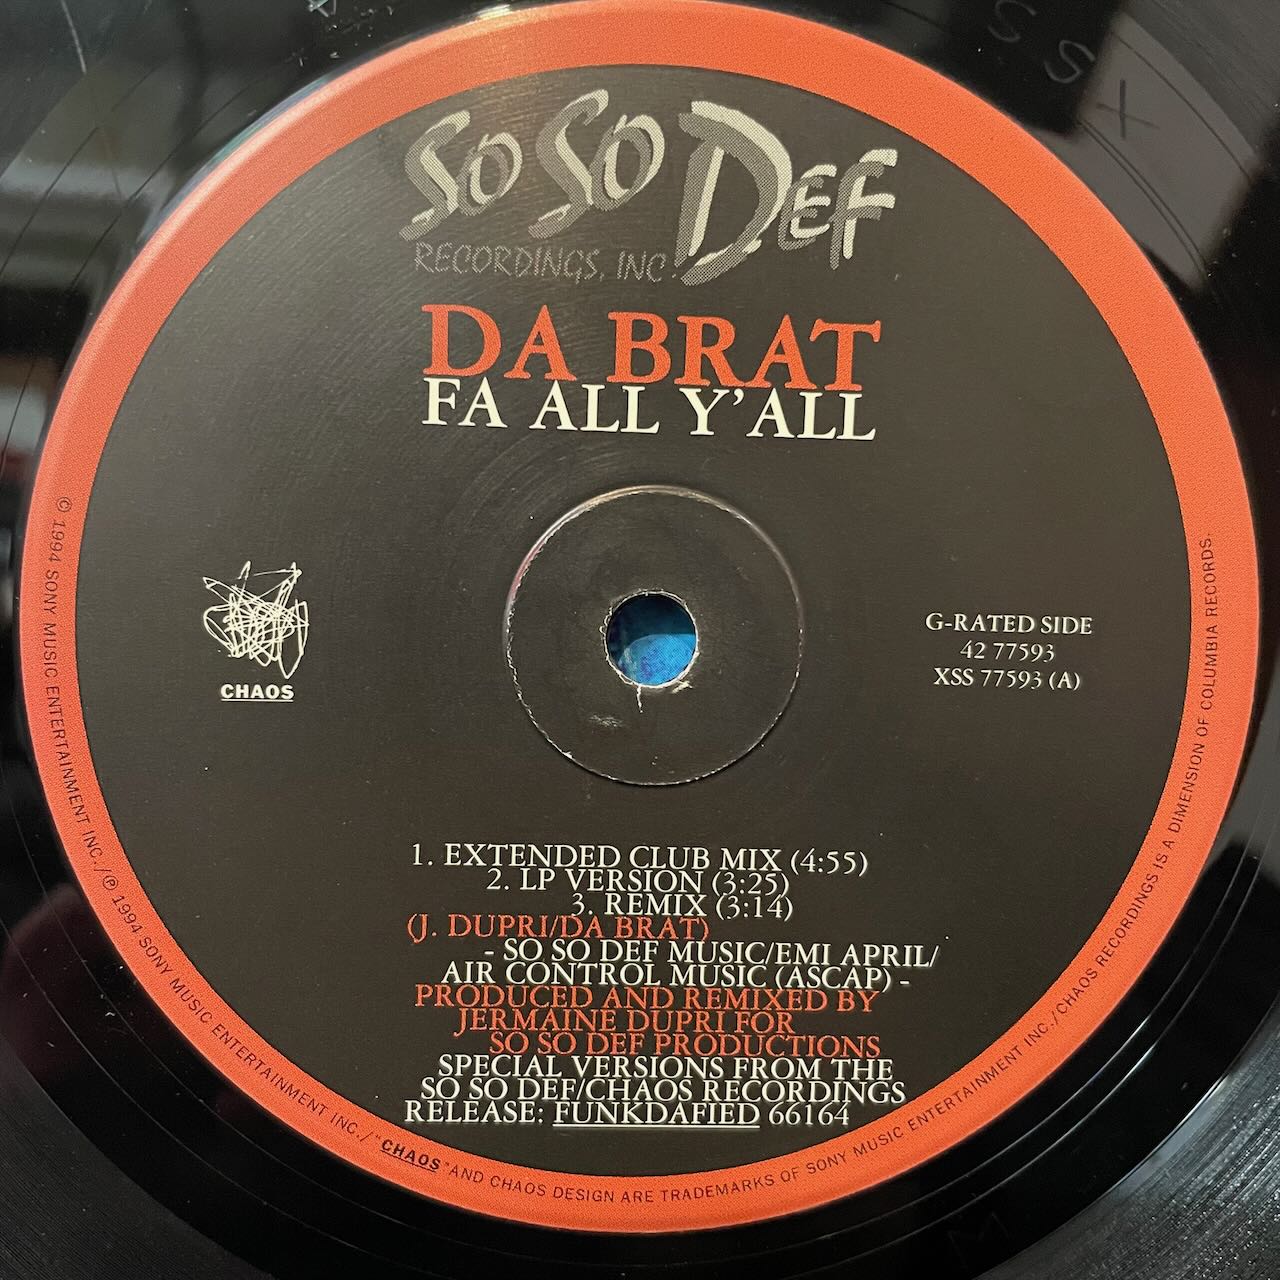 SO SO DEF
RECORDINGS, INC.
DA BRAT
FA ALL Y'ALL
CHAOS
G-RATED SIDE
42 77593
XSS 77593 (A)
1. EXTENDED CLUB MIX (4:55)
2. LP VERSION (3:25)
3. REMIX (3:14)
(J. DUPRI/DA BRAT)
- SO SO DEF MUSIC/EMI APRIL/
AIR CONTROL MUSIC (ASCAP) -
PRODUCED AND REMIXED BY
JERMAINE DUPRI FOR
SO SO DEF PRODUCTIONS
SPECIAL VERSIONS FROM THE
SO SO DEF/CHAOS RECORDINGS
RELEASE: FUNKDAFIED 66164
© 1994 SONY MUSIC ENTERTAINMENT INC./℗ 1994 SONY MUSIC ENTERTAINMENT INC./"CHAOS" AND CHAOS DESIGN ARE TRADEMARKS OF SONY MUSIC ENTERTAINMENT INC./CHAOS RECORDINGS IS A DIMENSION OF COLUMBIA RECORDS.